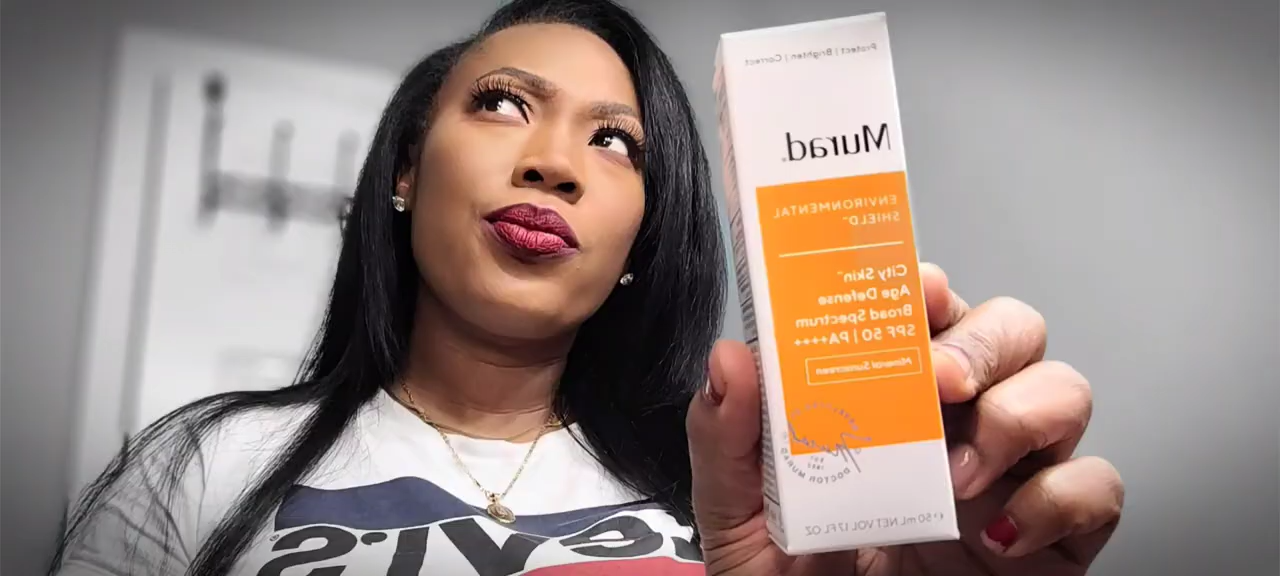 Protect | Brighten | Correct
Murad.
ENVIRONMENTAL
SHIELD™
City Skin™
Age Defense
Broad Spectrum
SPF 50 | PA++++
Mineral Sunscreen
DOCTOR MURAD
e 50 mL NET VOL 1.7 FL OZ